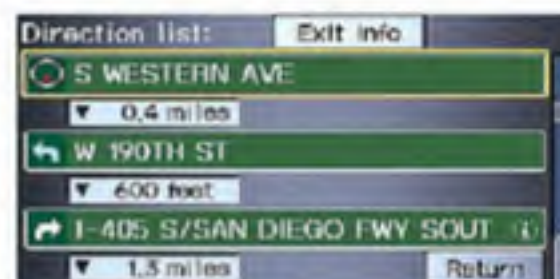 Direction list: Exit Info
S WESTERN AVE
▼ 0.4 miles
W 190TH ST
▼ 600 feet
I-405 S/SAN DIEGO FWY SOUT i
▼ 1.3 miles Return